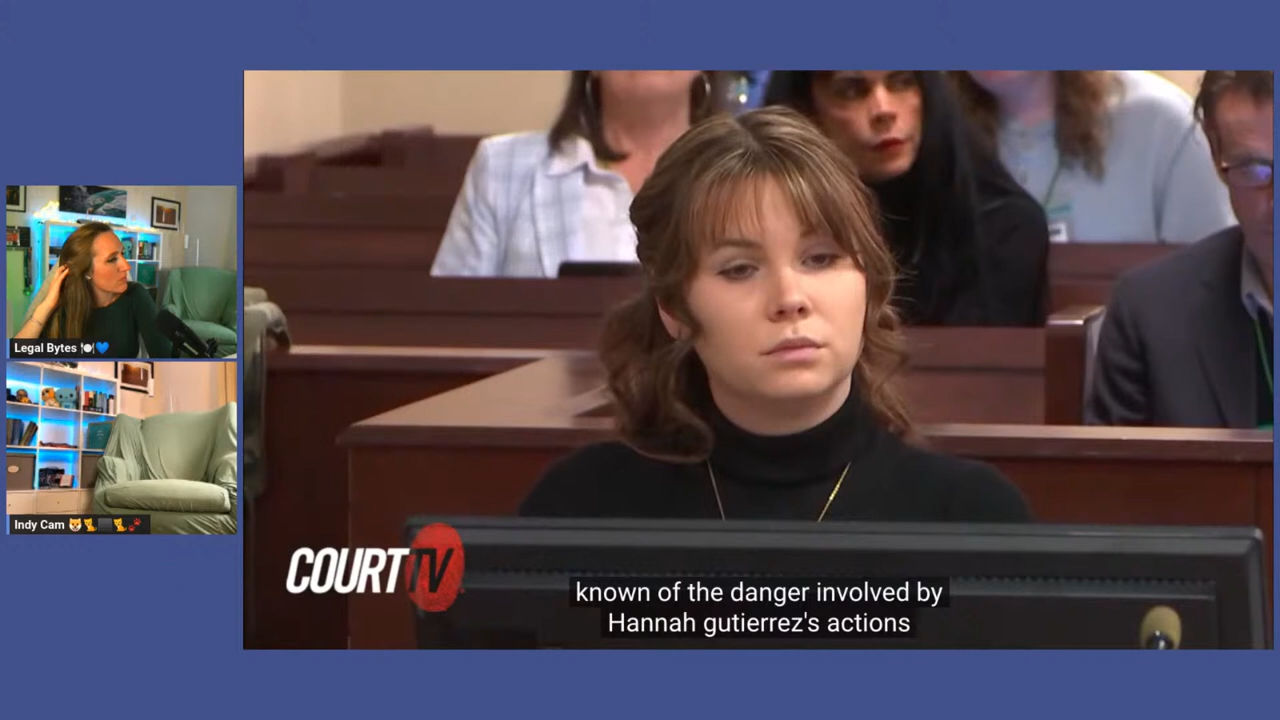 Legal Bytes 🍽️💙
Indy Cam 🐯🐈⬛🐈🐾
COURT TV
known of the danger involved by
Hannah gutierrez's actions